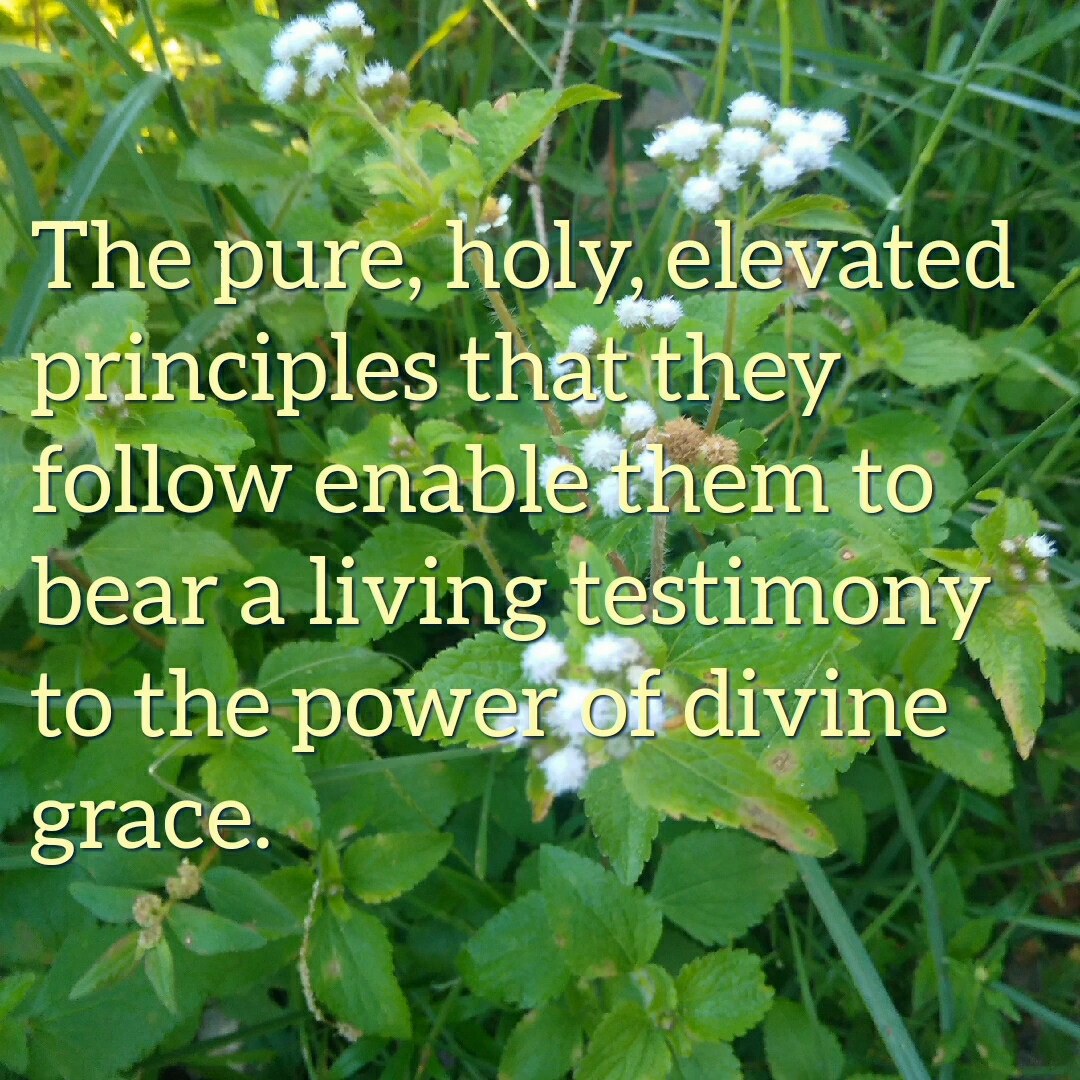 The pure, holy, elevated
principles that they
follow enable them to
bear a living testimony
to the power of divine
grace.